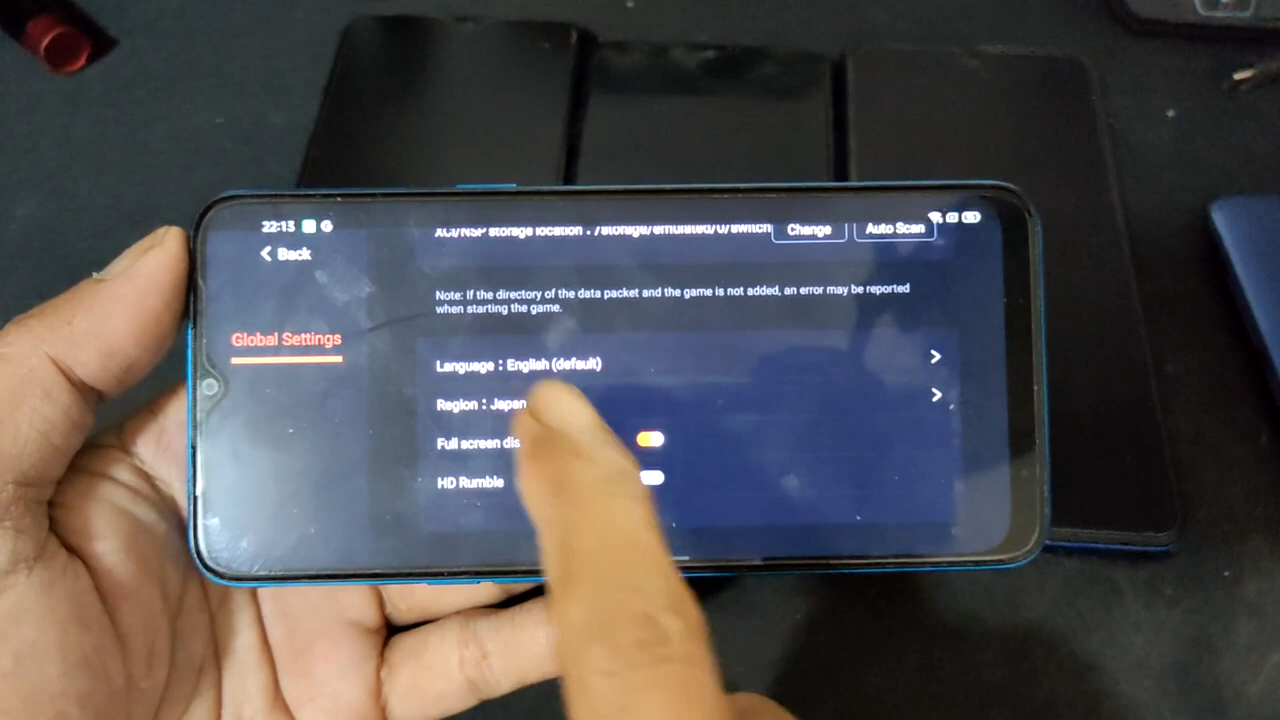 22:13
XCI/NSP storage location : /storage/emulated/0/switch
Change
Auto Scan
Back
Note: If the directory of the data packet and the game is not added, an error may be reported
when starting the game.
Global Settings
Language : English (default)
Region : Japan
Full screen
HD Rumble